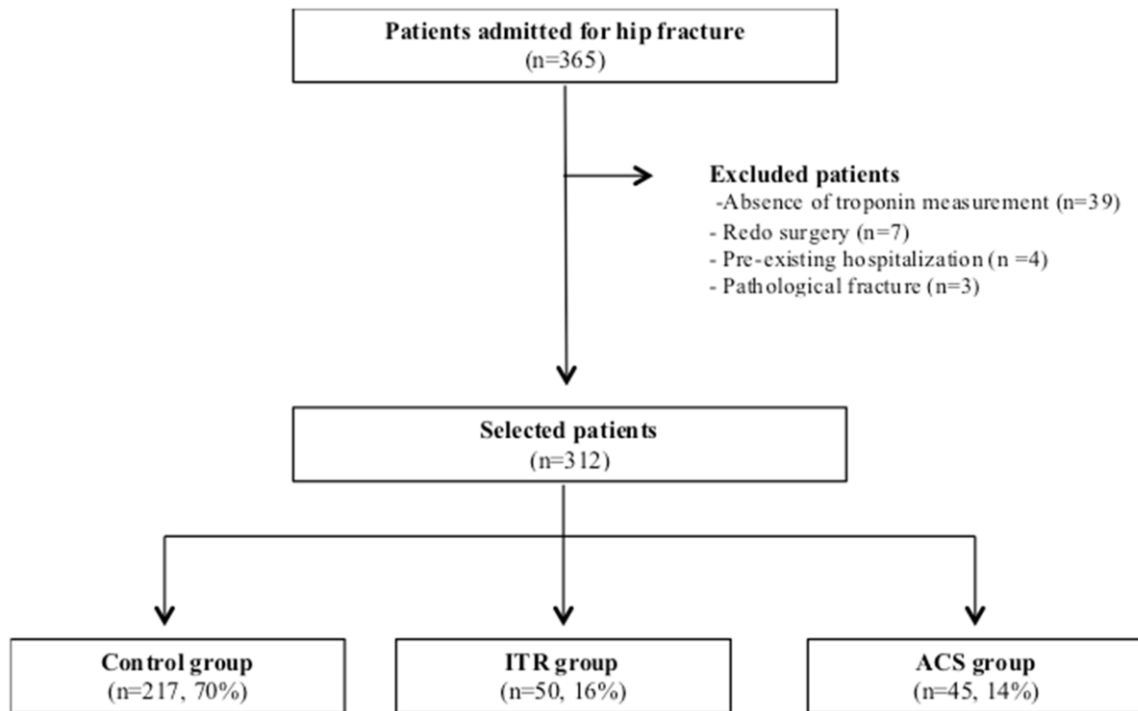 Patients admitted for hip fracture
(n=365)
Excluded patients
-Absence of troponin measurement (n=39)
- Redo surgery (n=7)
- Pre-existing hospitalization (n =4)
- Pathological fracture (n=3)
Selected patients
(n=312)
Control group
(n=217, 70%)
ITR group
(n=50, 16%)
ACS group
(n=45, 14%)